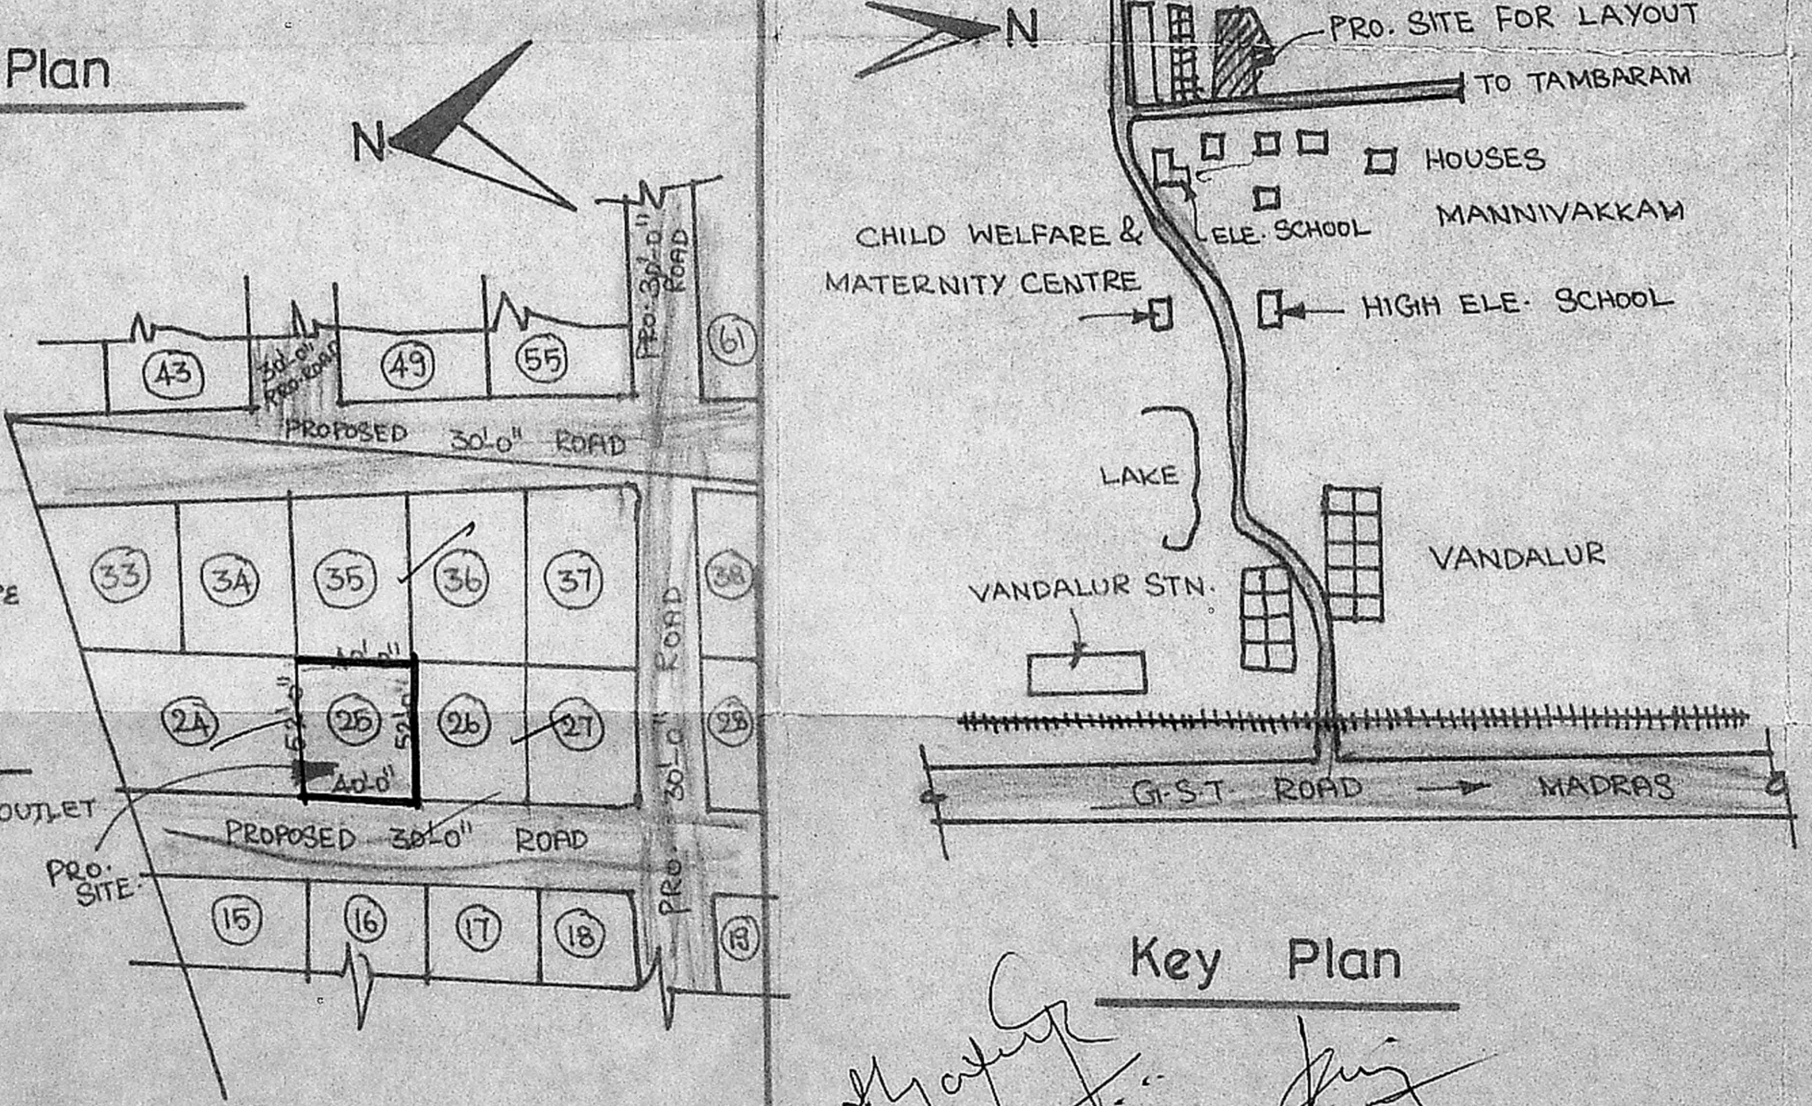 Plan
N
PRO. 30'-0" ROAD
61
43
30'-0" PRO. ROAD
49
55
PROPOSED 30'-0" ROAD
33
34
35
36
37
38
40'-0"
24
52'-0"
25
52'-0"
26
27
28
40'-0"
PRO. 30'-0" ROAD
OUTLET
PROPOSED 30'-0" ROAD
PRO.
SITE.
15
16
17
18
19
N
PRO. SITE FOR LAYOUT
TO TAMBARAM
HOUSES
MANNIVAKKAM
ELE. SCHOOL
CHILD WELFARE &
MATERNITY CENTRE
HIGH ELE. SCHOOL
LAKE
VANDALUR
VANDALUR STN.
G.S.T. ROAD → MADRAS
Key Plan